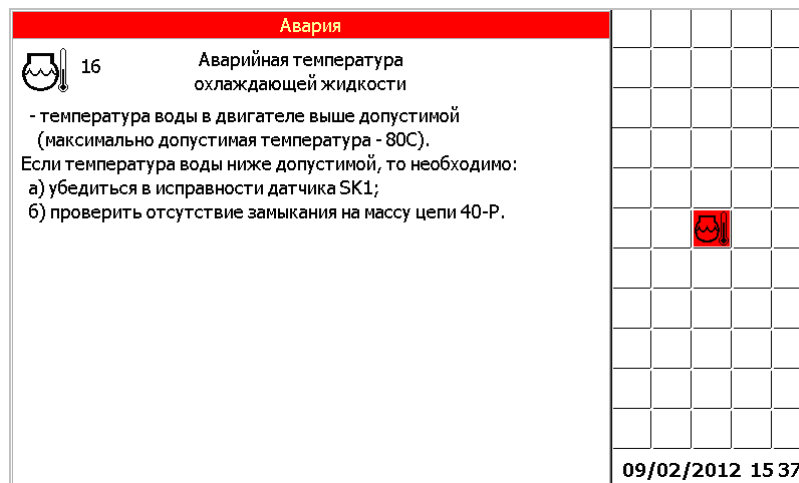 Авария
16
Аварийная температура
охлаждающей жидкости
- температура воды в двигателе выше допустимой
(максимально допустимая температура - 80С).
Если температура воды ниже допустимой, то необходимо:
а) убедиться в исправности датчика SK1;
б) проверить отсутствие замыкания на массу цепи 40-Р.
09/02/2012 15 37